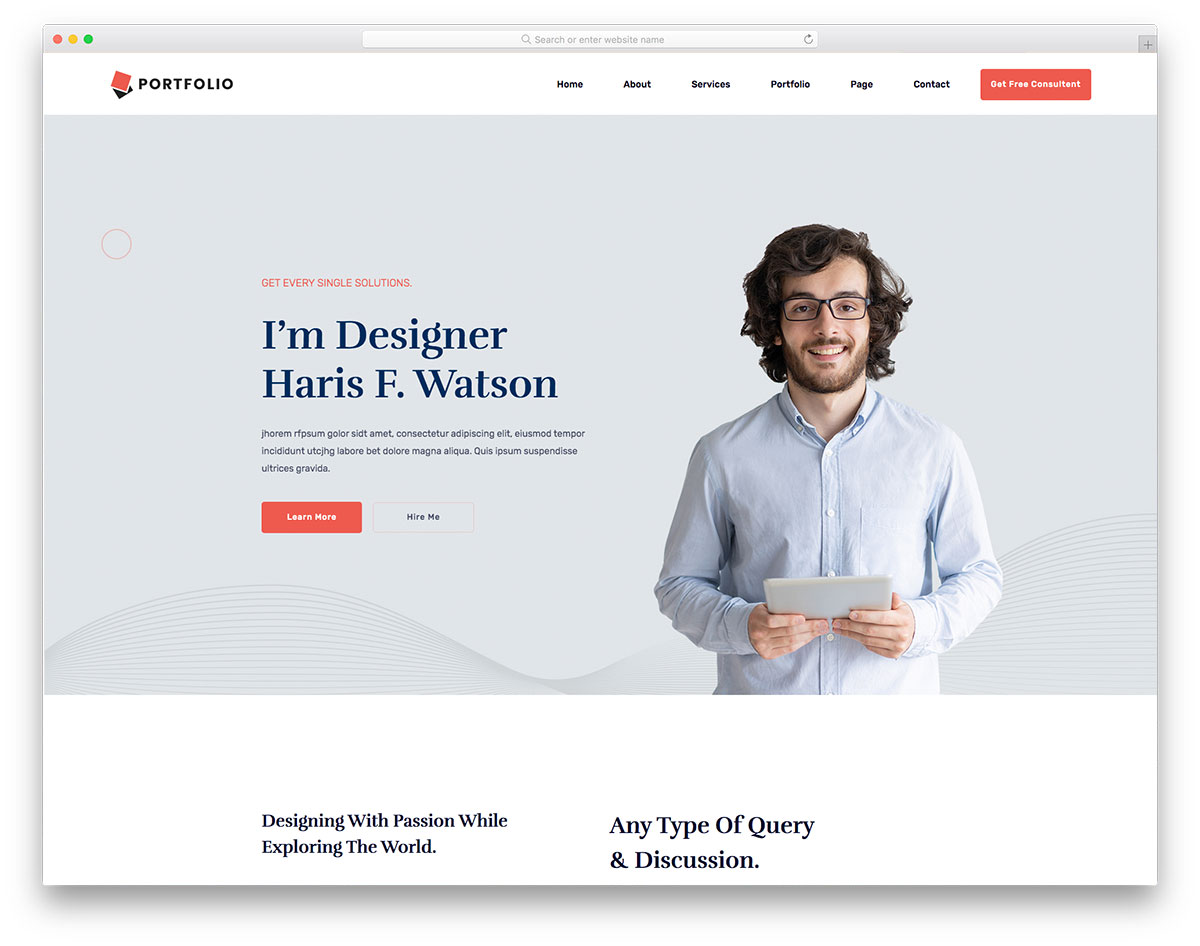 Search or enter website name
PORTFOLIO
Home About Services Portfolio Page Contact Get Free Consultent
GET EVERY SINGLE SOLUTIONS.
I'm Designer
Haris F. Watson
jhorem rfpsum golor sidt amet, consectetur adipiscing elit, eiusmod tempor
incididunt utcjhg labore bet dolore magna aliqua. Quis ipsum suspendisse
ultrices gravida.
Learn More Hire Me
Designing With Passion While
Exploring The World.
Any Type Of Query
& Discussion.